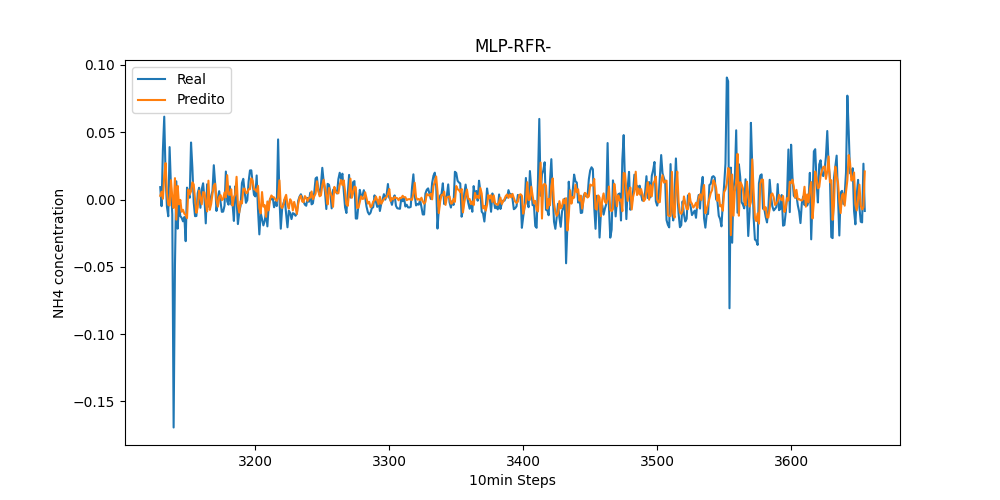 MLP-RFR-
Real
Predito
0.10
0.05
0.00
−0.05
−0.10
−0.15
NH4 concentration
3200 3300 3400 3500 3600
10min Steps